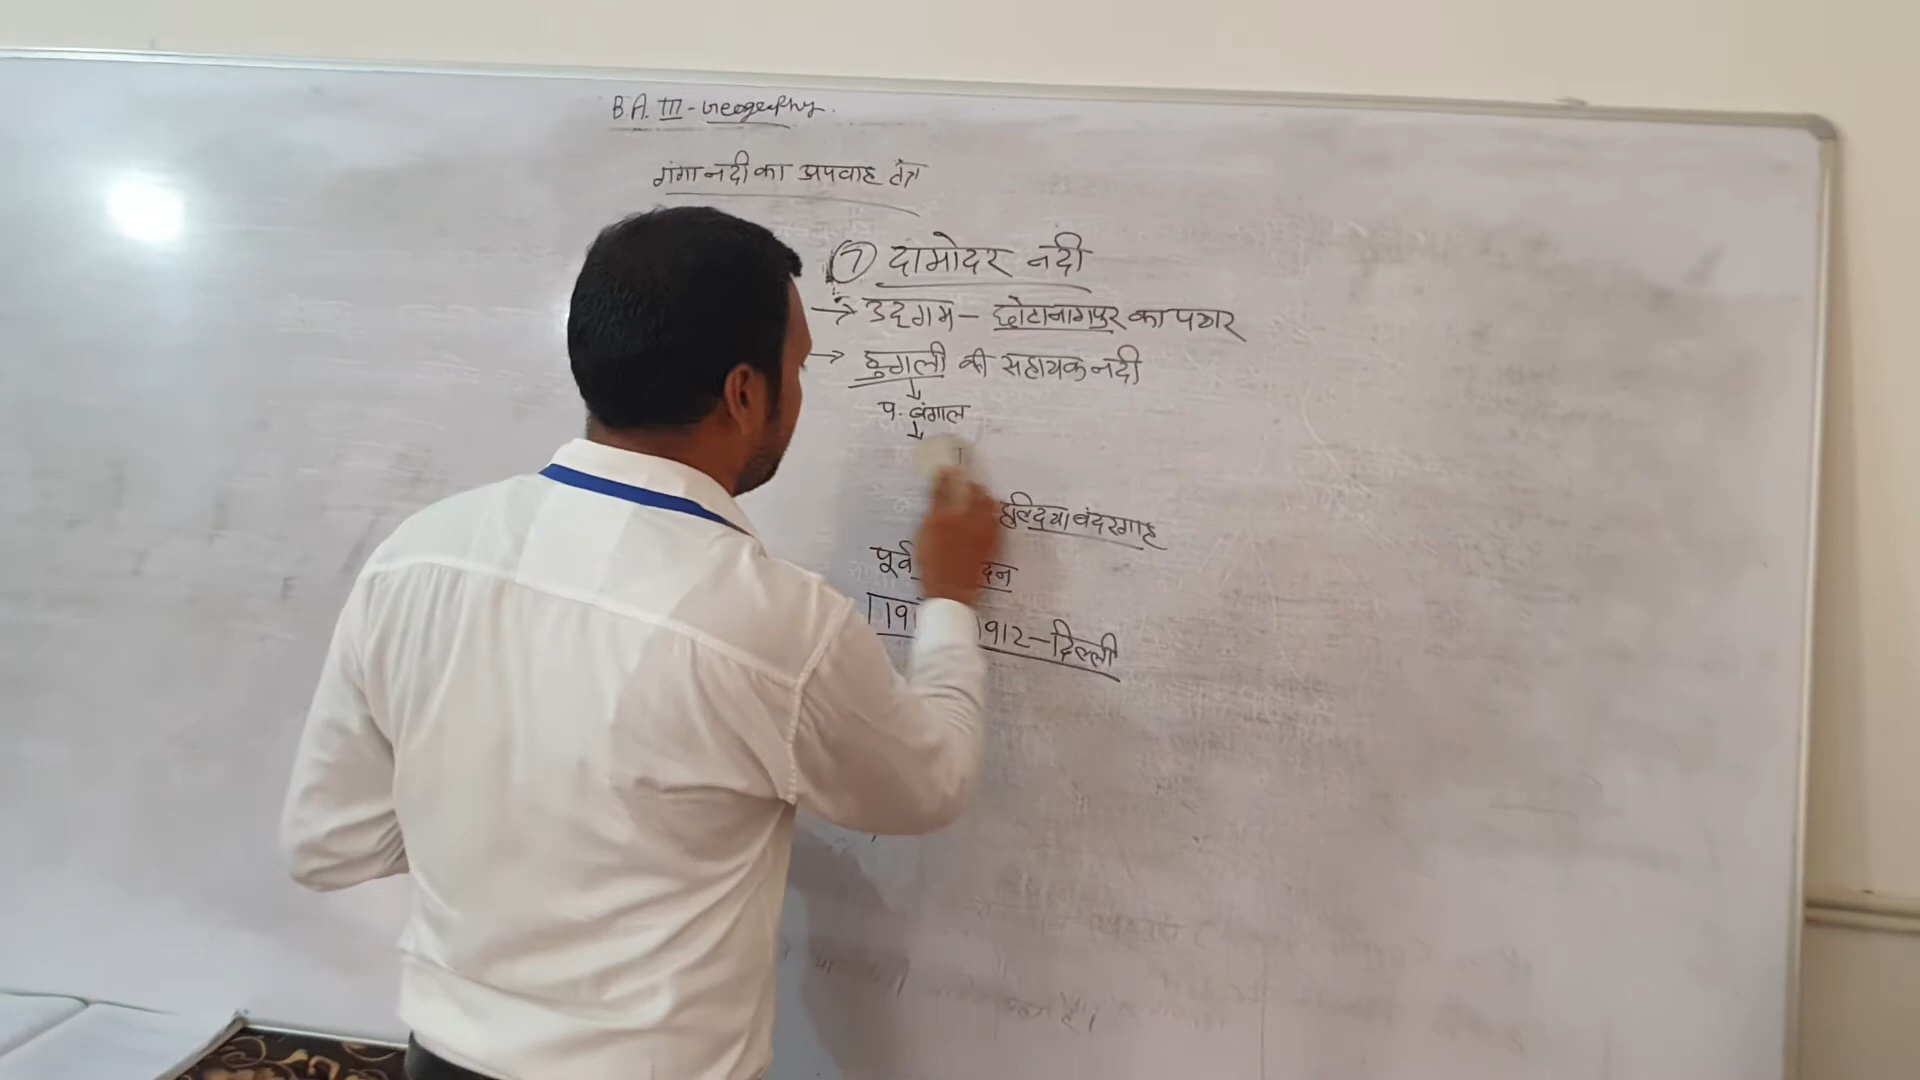 B.A. III - Geography.
गंगा नदी का अपवाह तंत्र
7 दामोदर नदी
→ उद्गम – छोटानागपुर का पठार
→ हुगली की सहायक नदी
↓
प. बंगाल
↓
हल्दिया बंदरगाह
पूर्व
1912 – दिल्ली